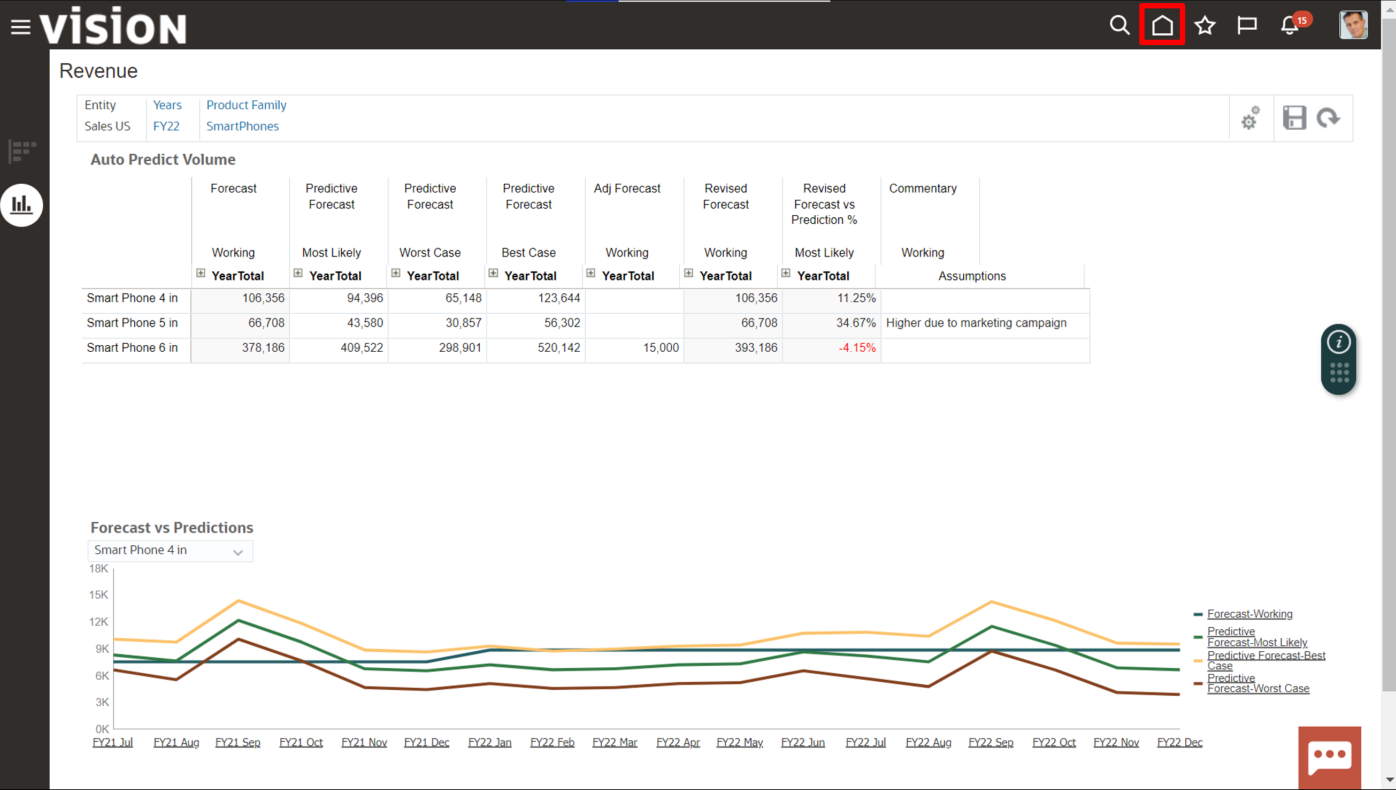 vision
15
Revenue
Entity Years Product Family
Sales US FY22 SmartPhones
Auto Predict Volume
Forecast Predictive Forecast Predictive Forecast Predictive Forecast Adj Forecast Revised Forecast Revised Forecast vs Prediction % Commentary
Working Most Likely Worst Case Best Case Working Working Most Likely Working
YearTotal YearTotal YearTotal YearTotal YearTotal YearTotal YearTotal Assumptions
Smart Phone 4 in 106,356 94,396 65,148 123,644 106,356 11.25%
Smart Phone 5 in 66,708 43,580 30,857 56,302 66,708 34.67% Higher due to marketing campaign
Smart Phone 6 in 378,186 409,522 298,901 520,142 15,000 393,186 -4.15%
Forecast vs Predictions
Smart Phone 4 in
18K
15K
12K
9K
6K
3K
0K
FY21 Jul FY21 Aug FY21 Sep FY21 Oct FY21 Nov FY21 Dec FY22 Jan FY22 Feb FY22 Mar FY22 Apr FY22 May FY22 Jun FY22 Jul FY22 Aug FY22 Sep FY22 Oct FY22 Nov FY22 Dec
Forecast-Working
Predictive
Forecast-Most Likely
Predictive Forecast-Best
Case
Predictive
Forecast-Worst Case